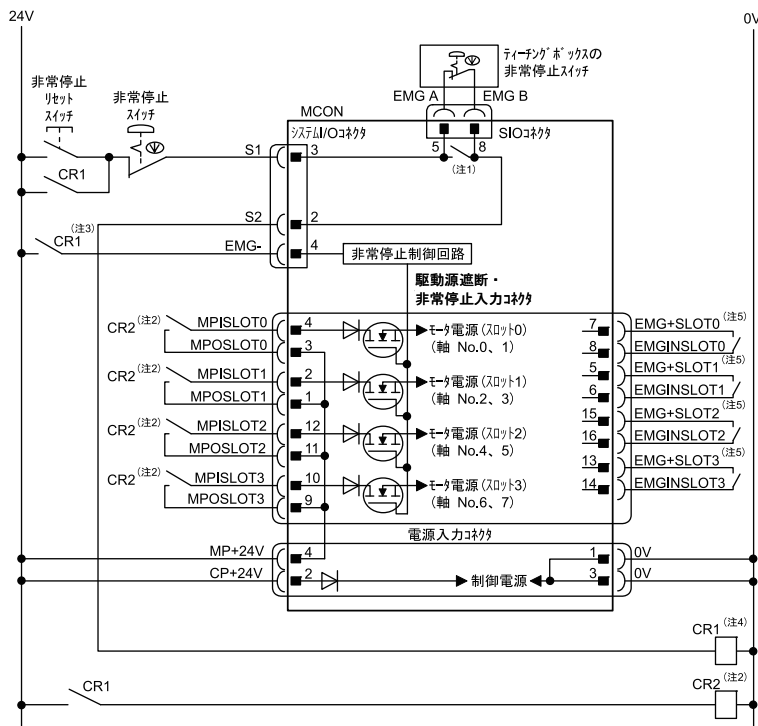 24V
0V
ティーチングボックスの
非常停止スイッチ
非常停止
リセット
スイッチ
非常停止
スイッチ
EMG A
EMG B
MCON
システムI/Oコネクタ
SIOコネクタ
S1
3
5
8
(注1)
CR1
S2
2
CR1(注3)
EMG-
4
非常停止制御回路
駆動源遮断・
非常停止入力コネクタ
CR2(注2)
MPISLOT0
4
モータ電源(スロット0)
(軸 No.0、1)
7
EMG+SLOT0(注5)
MPOSLOT0
3
8
EMGINSLOT0
CR2(注2)
MPISLOT1
2
モータ電源(スロット1)
(軸 No.2、3)
5
EMG+SLOT1(注5)
MPOSLOT1
1
6
EMGINSLOT1
CR2(注2)
MPISLOT2
12
モータ電源(スロット2)
(軸 No.4、5)
15
EMG+SLOT2(注5)
MPOSLOT2
11
16
EMGINSLOT2
CR2(注2)
MPISLOT3
10
モータ電源(スロット3)
(軸 No.6、7)
13
EMG+SLOT3(注5)
MPOSLOT3
9
14
EMGINSLOT3
電源入力コネクタ
MP+24V
4
1
0V
CP+24V
2
制御電源
3
0V
CR1(注4)
CR1
CR2(注2)